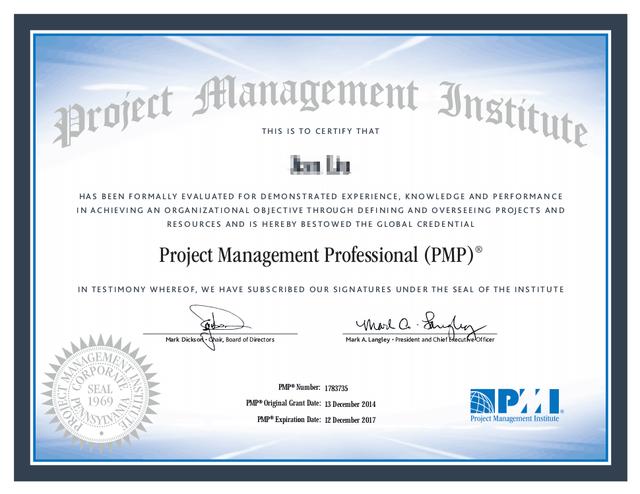 Project Management Institute
THIS IS TO CERTIFY THAT
HAS BEEN FORMALLY EVALUATED FOR DEMONSTRATED EXPERIENCE, KNOWLEDGE AND PERFORMANCE
IN ACHIEVING AN ORGANIZATIONAL OBJECTIVE THROUGH DEFINING AND OVERSEEING PROJECTS AND
RESOURCES AND IS HEREBY BESTOWED THE GLOBAL CREDENTIAL
Project Management Professional (PMP)®
IN TESTIMONY WHEREOF, WE HAVE SUBSCRIBED OUR SIGNATURES UNDER THE SEAL OF THE INSTITUTE
Mark A. Langley
Mark Dickson • Chair, Board of Directors
Mark A. Langley • President and Chief Executive Officer
PROJECT MANAGEMENT INSTITUTE
CORPORATE
SEAL
1969
PENNSYLVANIA
PMP® Number: 1783735
PMP® Original Grant Date: 13 December 2014
PMP® Expiration Date: 12 December 2017
PMI®
Project Management Institute